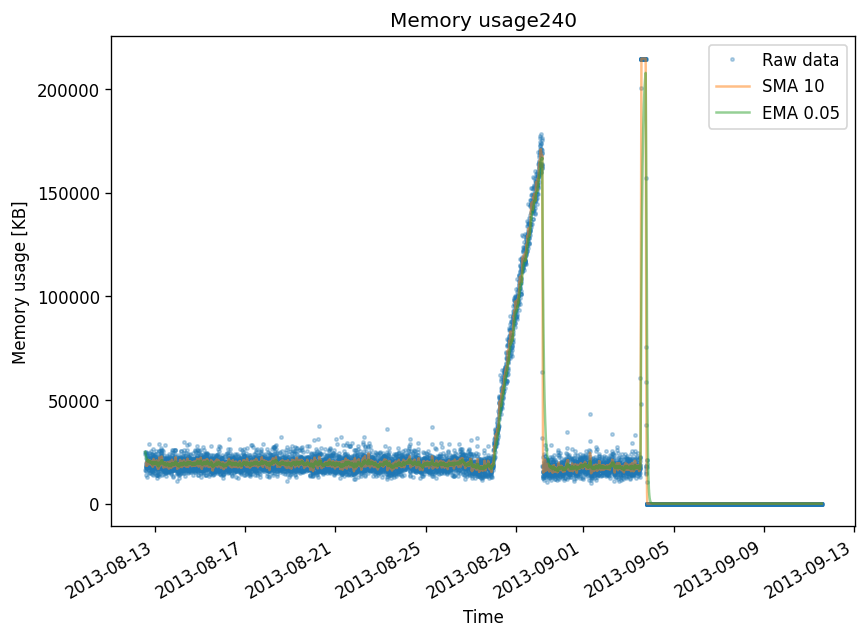 Memory usage240
Raw data
SMA 10
EMA 0.05
Memory usage [KB]
200000
150000
100000
50000
0
2013-08-13
2013-08-17
2013-08-21
2013-08-25
2013-08-29
2013-09-01
2013-09-05
2013-09-09
2013-09-13
Time